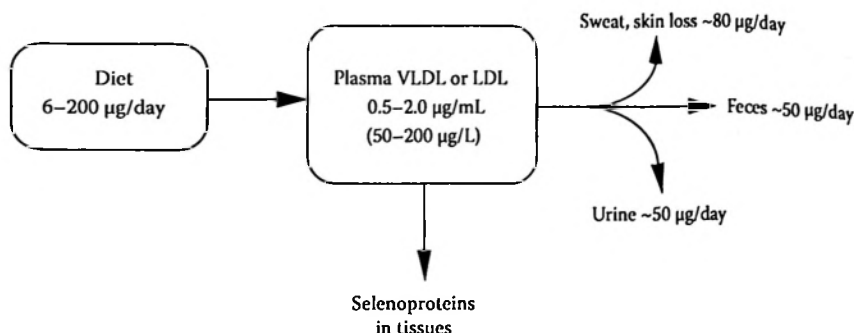 Sweat, skin loss ~80 µg/day
Diet
6–200 µg/day
Plasma VLDL or LDL
0.5–2.0 µg/mL
(50–200 µg/L)
Feces ~50 µg/day
Urine ~50 µg/day
Selenoproteins
in tissues